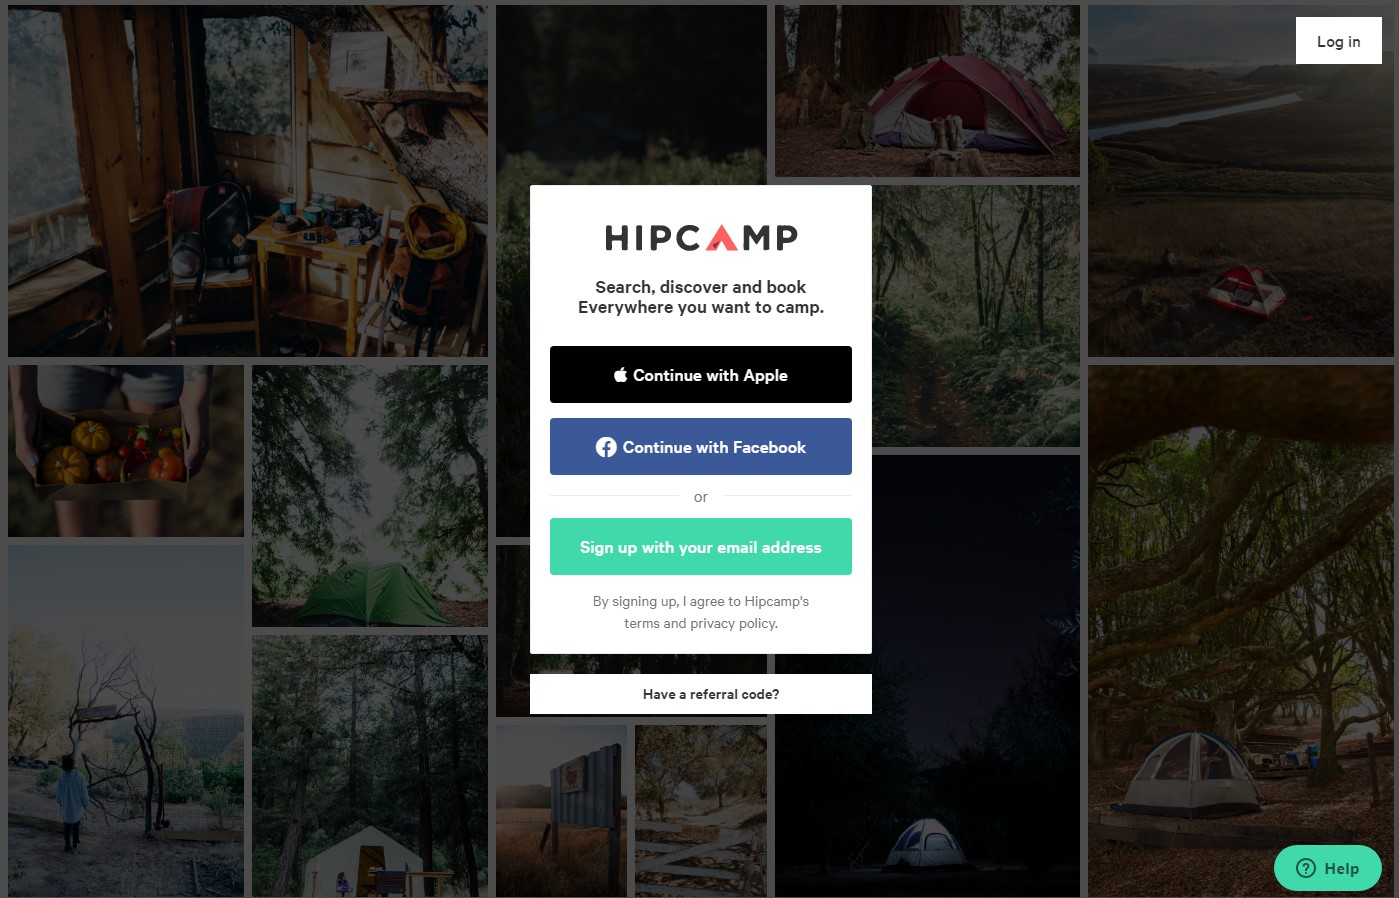 Log in
HIPCAMP
Search, discover and book
Everywhere you want to camp.
Continue with Apple
Continue with Facebook
or
Sign up with your email address
By signing up, I agree to Hipcamp's
terms and privacy policy.
Have a referral code?
Help